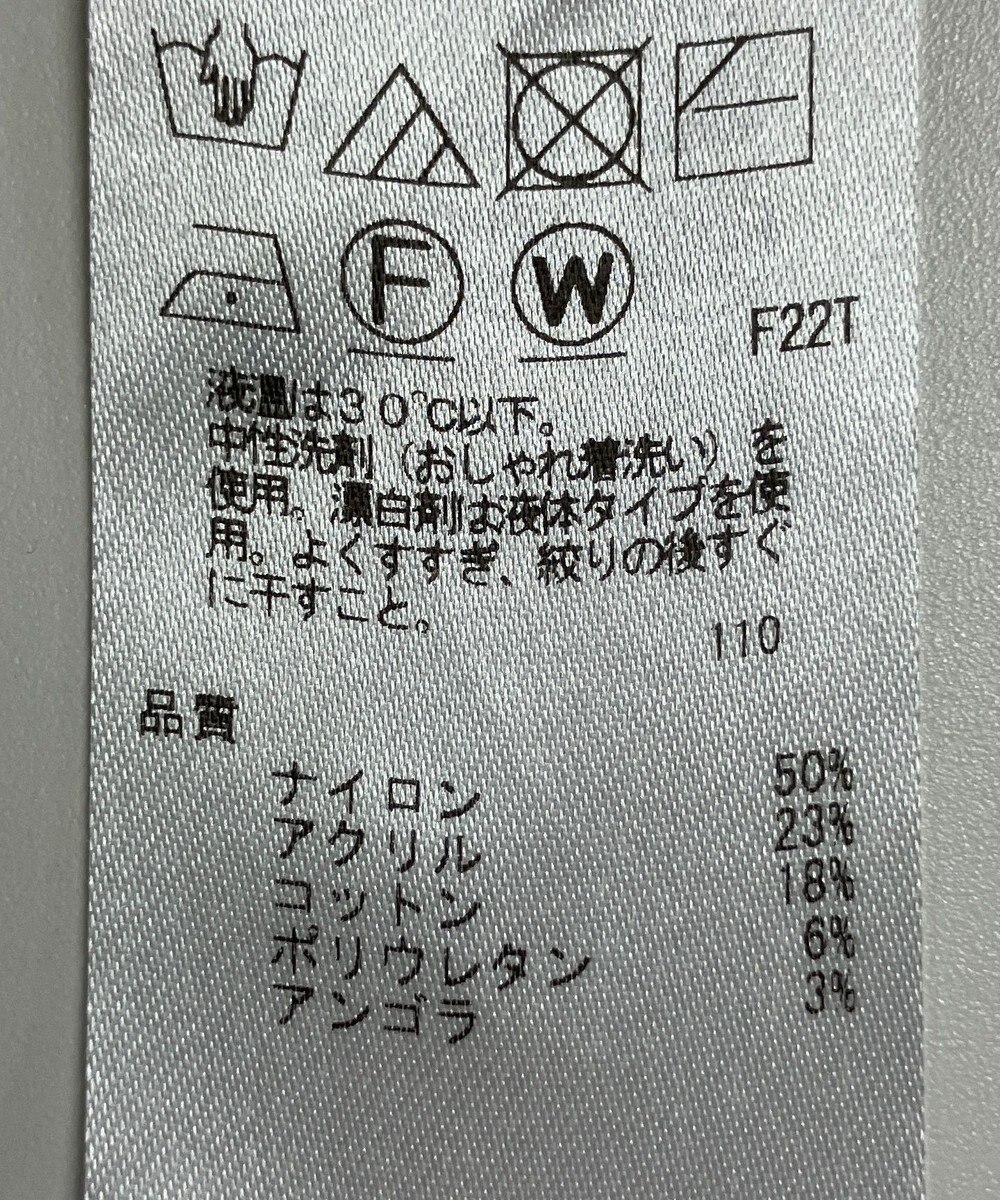 F W
F22T
液温は30℃以下。
中性洗剤（おしゃれ着洗い）を
使用。漂白剤は液体タイプを使
用。よくすすぎ、絞りの後すぐ
に干すこと。
110
品質
ナイロン 50%
アクリル 23%
コットン 18%
ポリウレタン 6%
アンゴラ 3%